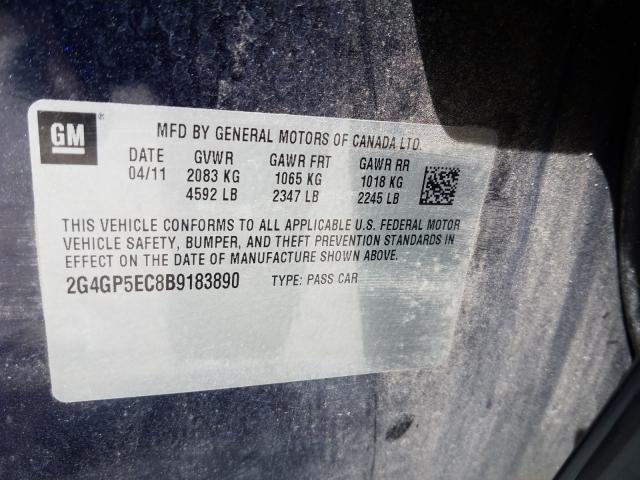 GM ®
MFD BY GENERAL MOTORS OF CANADA LTD.
DATE GVWR GAWR FRT GAWR RR
04/11 2083 KG 1065 KG 1018 KG
4592 LB 2347 LB 2245 LB
THIS VEHICLE CONFORMS TO ALL APPLICABLE U.S. FEDERAL MOTOR
VEHICLE SAFETY, BUMPER, AND THEFT PREVENTION STANDARDS IN
EFFECT ON THE DATE OF MANUFACTURE SHOWN ABOVE.
2G4GP5EC8B9183890 TYPE: PASS CAR